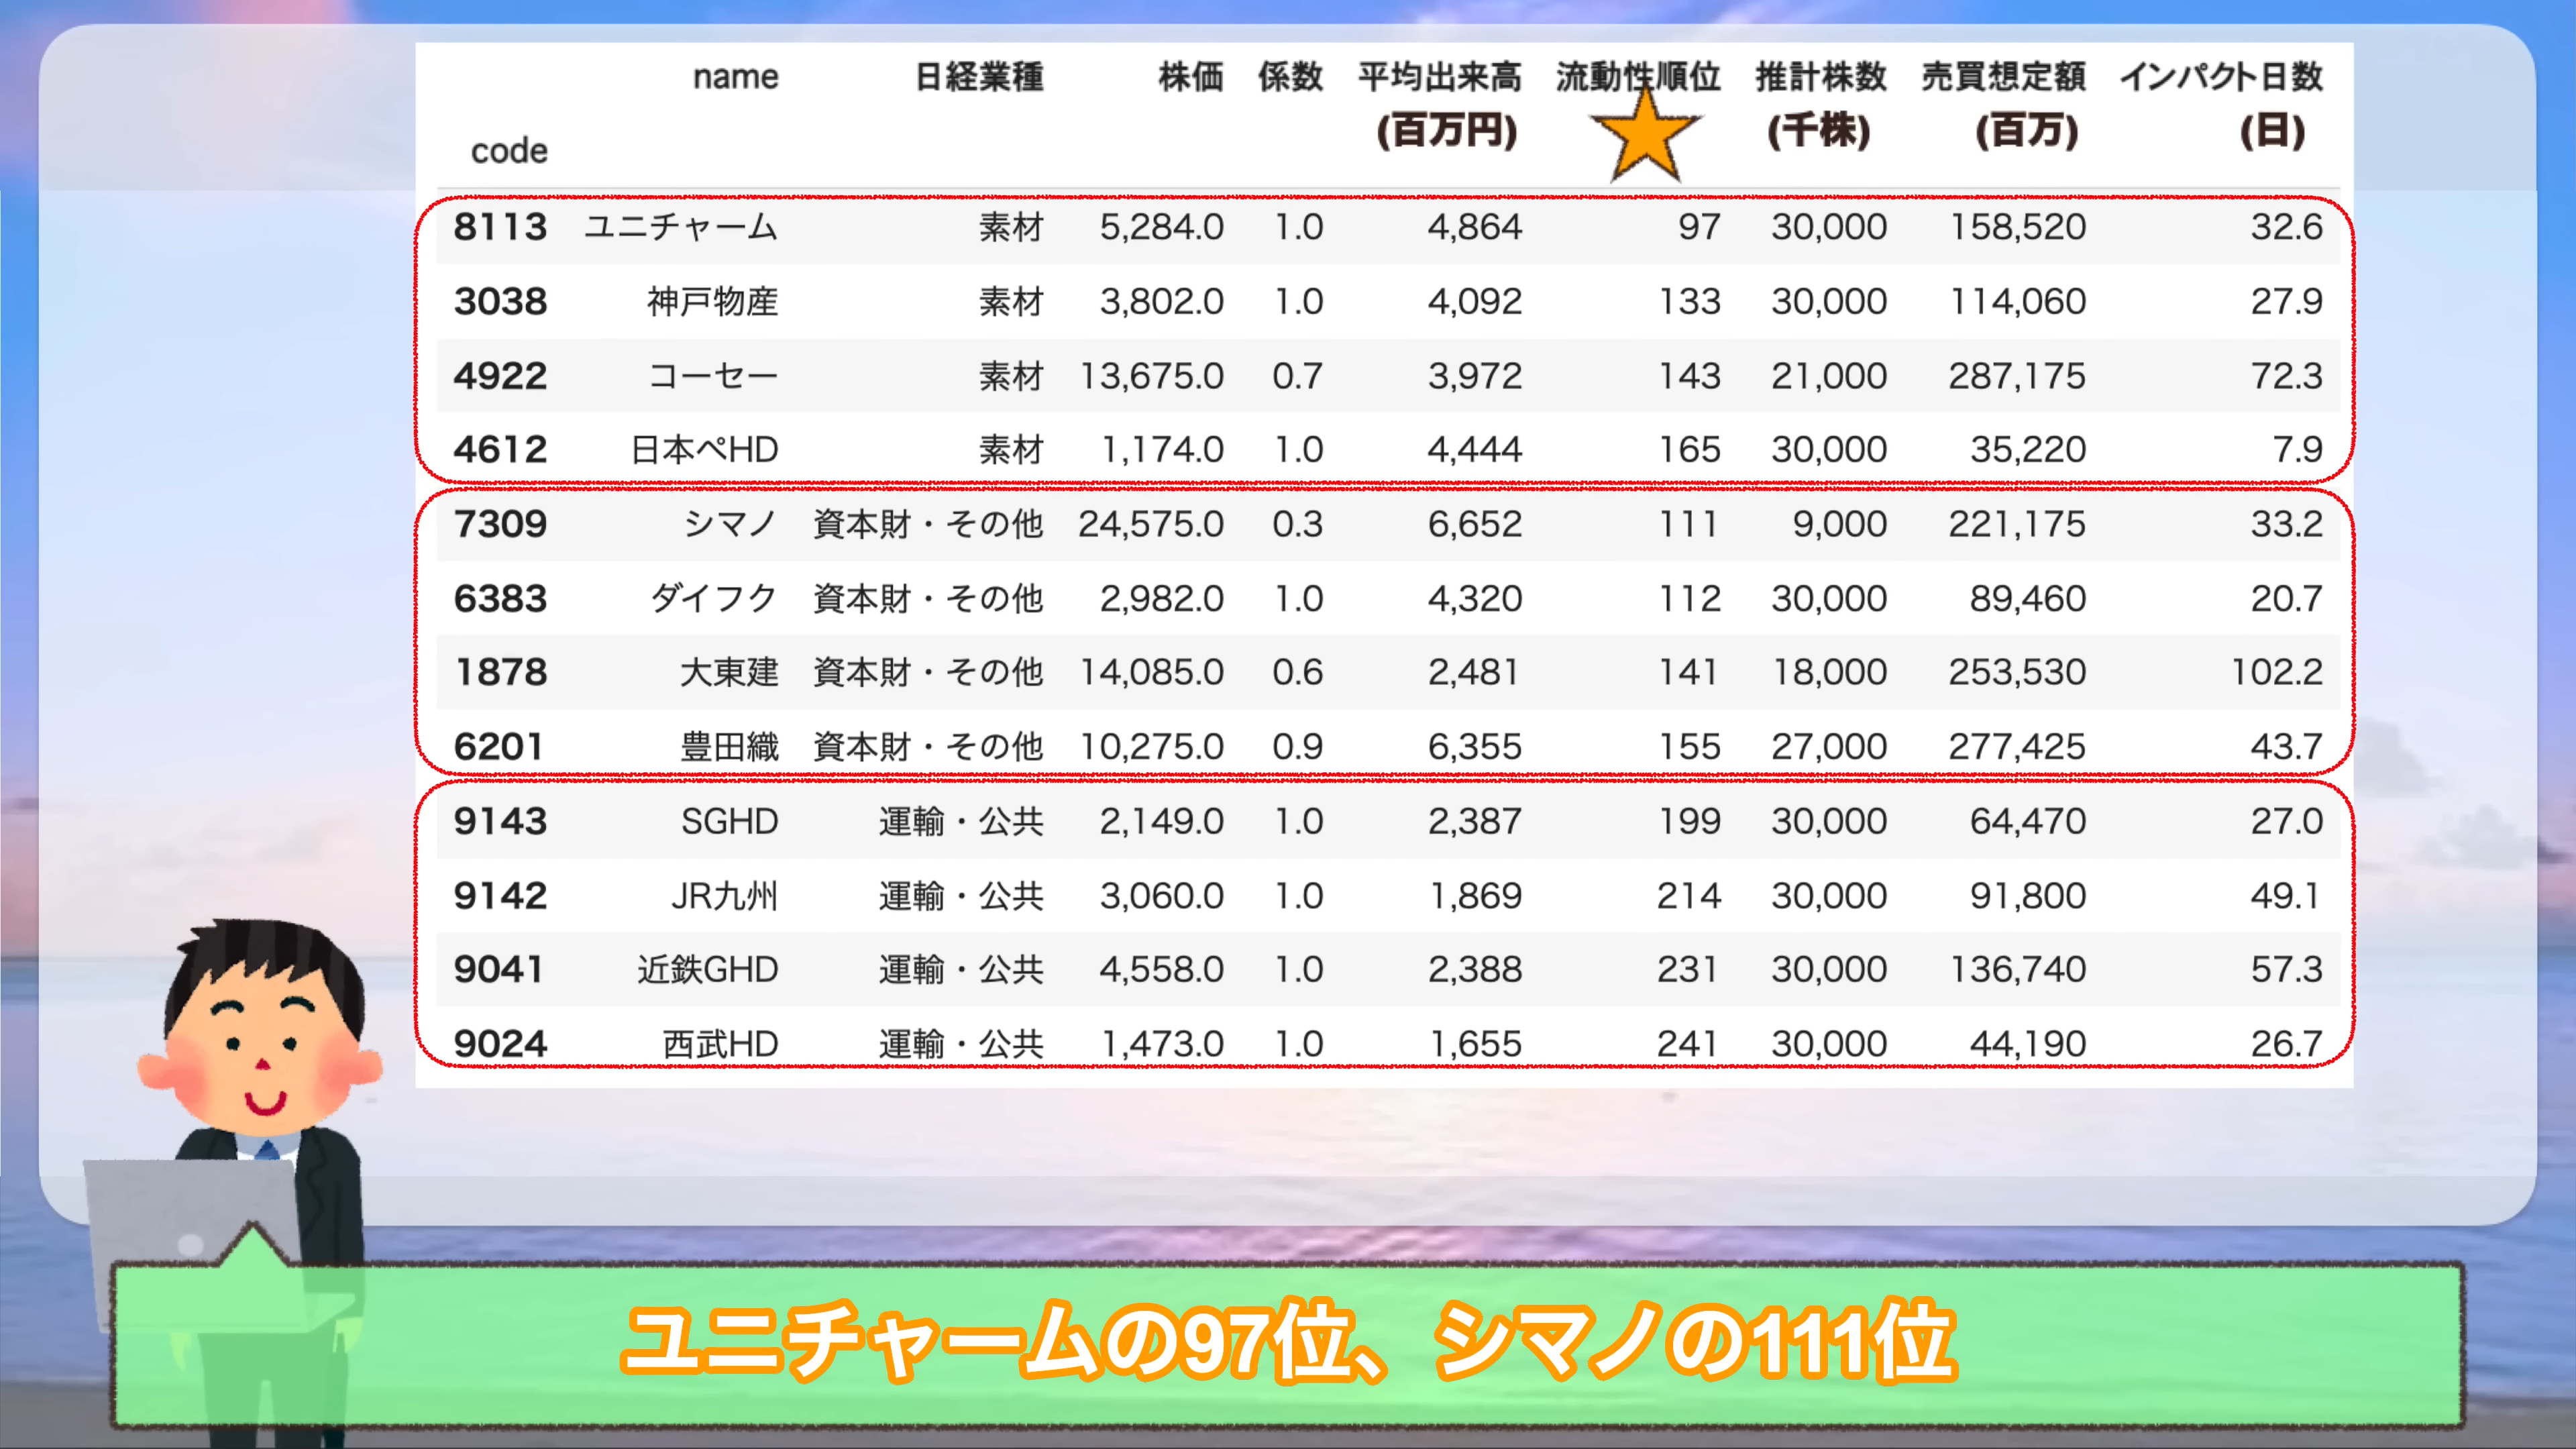 name 日経業種 株価 係数 平均出来高 流動性順位 推計株数 売買想定額 インパクト日数
(百万円) (千株) (百万) (日)
code
8113 ユニチャーム 素材 5,284.0 1.0 4,864 97 30,000 158,520 32.6
3038 神戸物産 素材 3,802.0 1.0 4,092 133 30,000 114,060 27.9
4922 コーセー 素材 13,675.0 0.7 3,972 143 21,000 287,175 72.3
4612 日本ペHD 素材 1,174.0 1.0 4,444 165 30,000 35,220 7.9
7309 シマノ 資本財・その他 24,575.0 0.3 6,652 111 9,000 221,175 33.2
6383 ダイフク 資本財・その他 2,982.0 1.0 4,320 112 30,000 89,460 20.7
1878 大東建 資本財・その他 14,085.0 0.6 2,481 141 18,000 253,530 102.2
6201 豊田織 資本財・その他 10,275.0 0.9 6,355 155 27,000 277,425 43.7
9143 SGHD 運輸・公共 2,149.0 1.0 2,387 199 30,000 64,470 27.0
9142 JR九州 運輸・公共 3,060.0 1.0 1,869 214 30,000 91,800 49.1
9041 近鉄GHD 運輸・公共 4,558.0 1.0 2,388 231 30,000 136,740 57.3
9024 西武HD 運輸・公共 1,473.0 1.0 1,655 241 30,000 44,190 26.7
ユニチャームの97位、シマノの111位